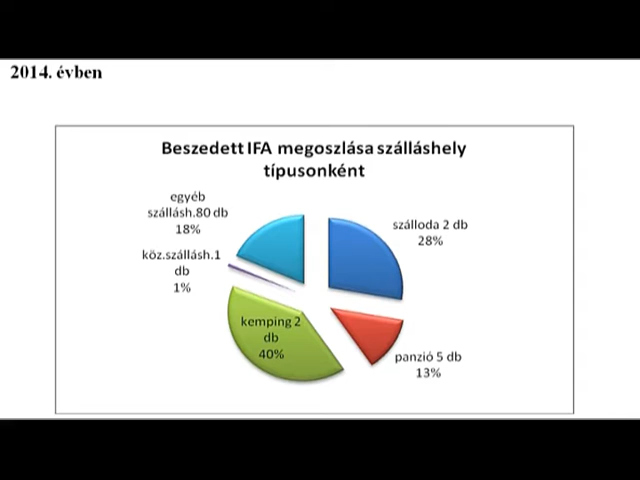 2014. évben
Beszedett IFA megoszlása szálláshely
típusonként
egyéb
szállásh.80 db
18%
szálloda 2 db
28%
köz.szállásh.1
db
1%
kemping 2
db
40%
panzió 5 db
13%